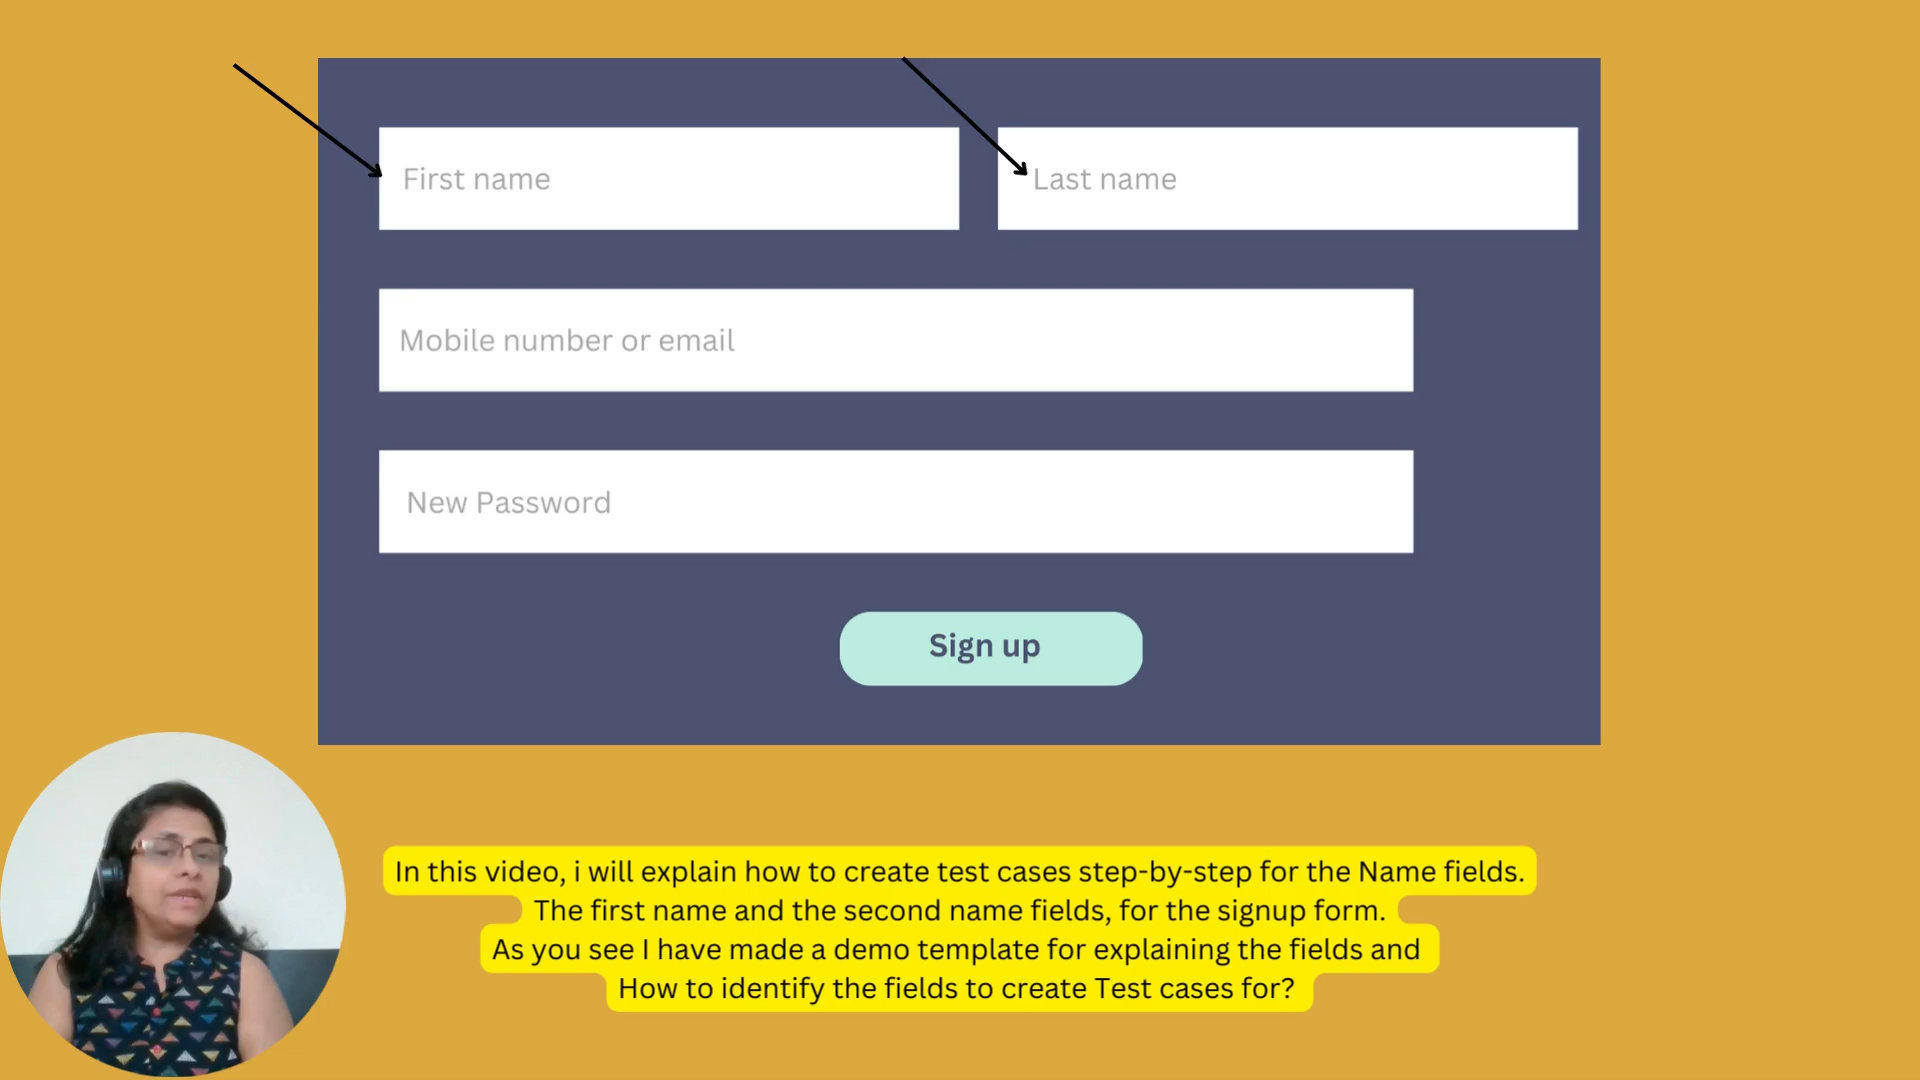 First name
Last name
Mobile number or email
New Password
Sign up
In this video, i will explain how to create test cases step-by-step for the Name fields.
The first name and the second name fields, for the signup form.
As you see I have made a demo template for explaining the fields and
How to identify the fields to create Test cases for?